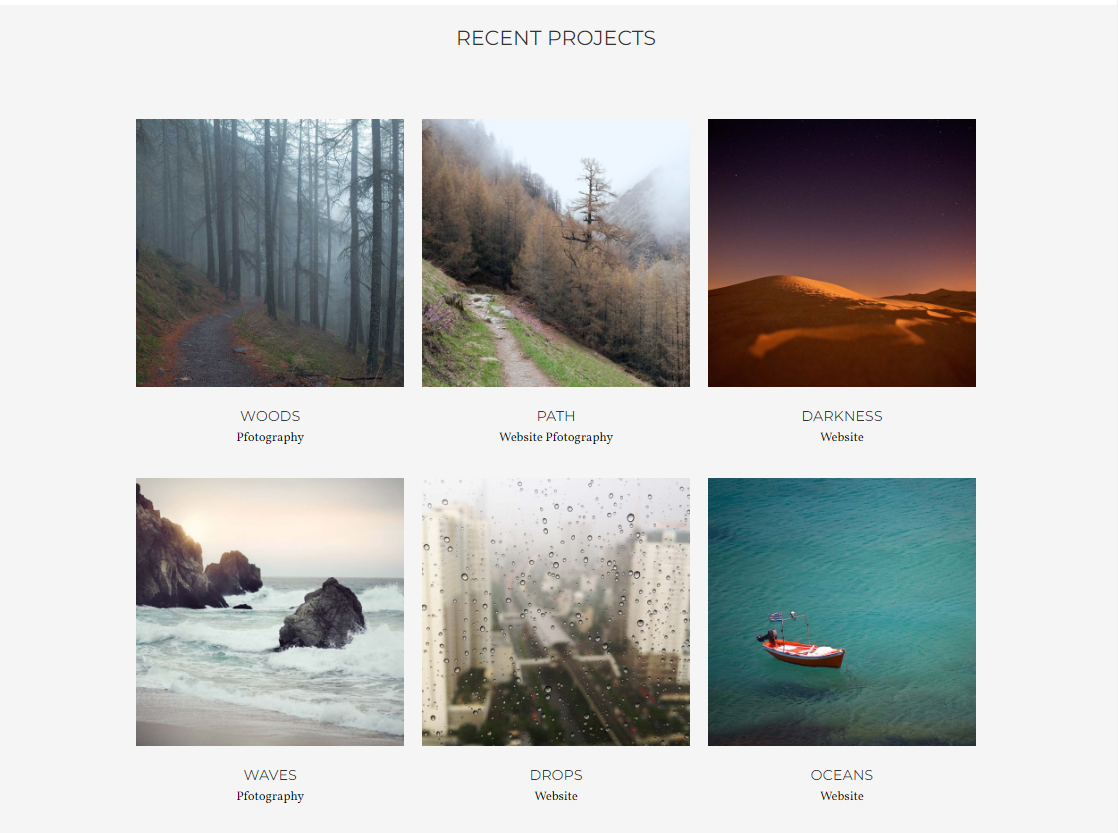 RECENT PROJECTS
WOODS
Pfotography
PATH
Website Pfotography
DARKNESS
Website
WAVES
Pfotography
DROPS
Website
OCEANS
Website